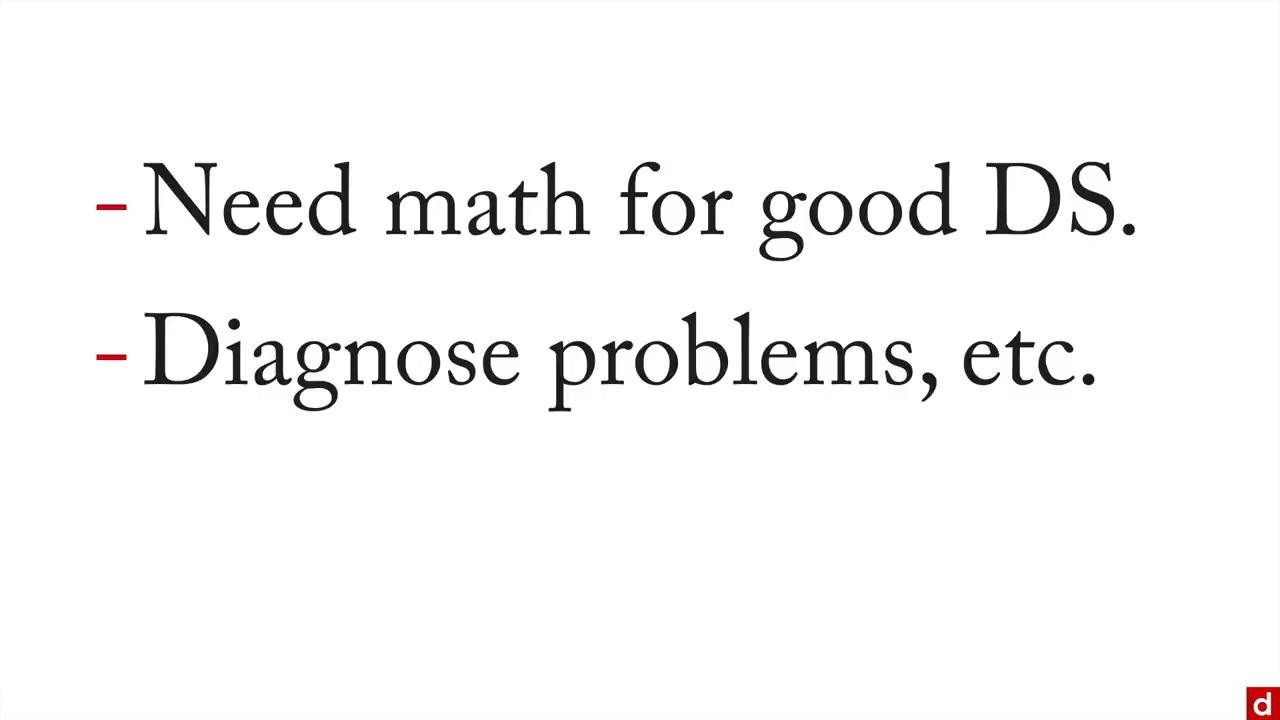 - Need math for good DS.
- Diagnose problems, etc.
d